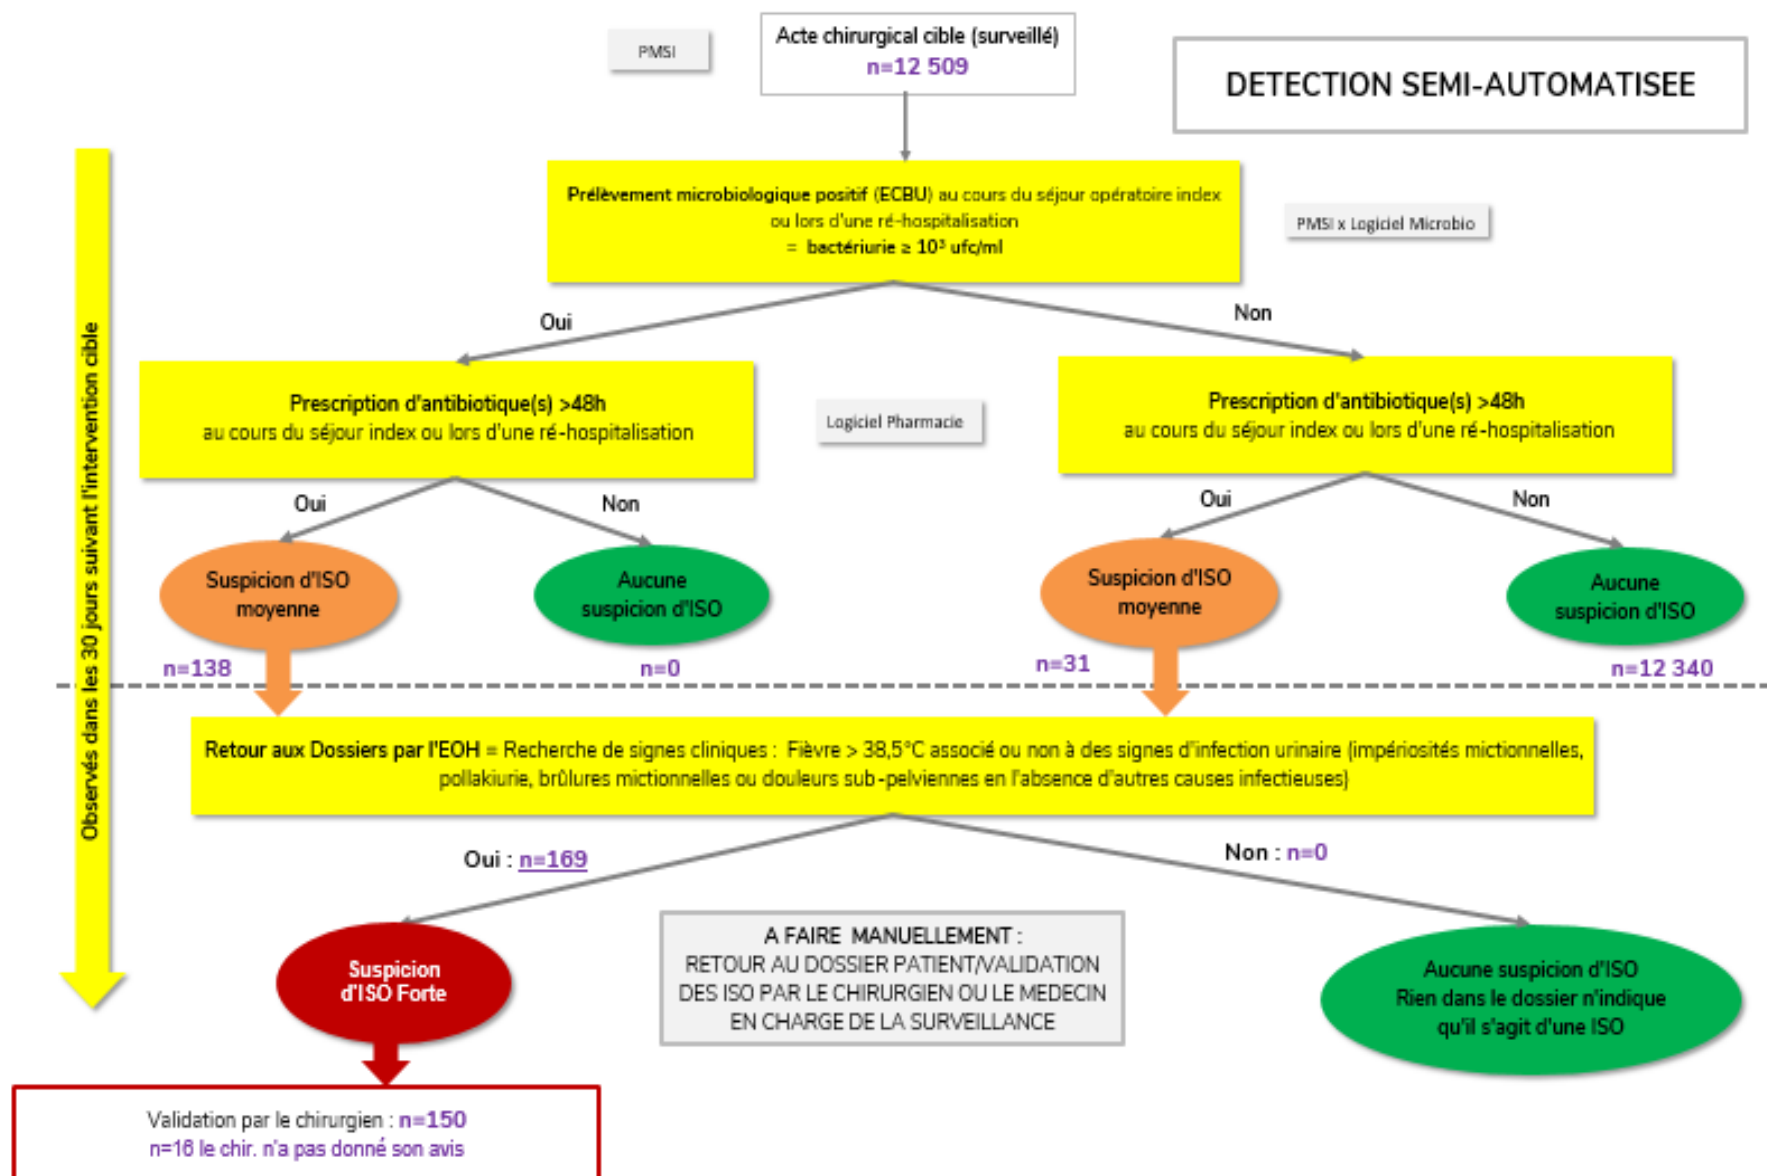 PMSI
Acte chirurgical cible (surveillé)
n=12 509
DETECTION SEMI-AUTOMATISEE
Prélèvement microbiologique positif (ECBU) au cours du séjour opératoire index
ou lors d'une ré-hospitalisation
= bactériurie ≥ 10³ ufc/ml
PMSI x Logiciel Microbio
Oui
Non
Prescription d'antibiotique(s) >48h
au cours du séjour index ou lors d'une ré-hospitalisation
Logiciel Pharmacie
Prescription d'antibiotique(s) >48h
au cours du séjour index ou lors d'une ré-hospitalisation
Oui
Non
Oui
Non
Suspicion d'ISO
moyenne
Aucune
suspicion d'ISO
Suspicion d'ISO
moyenne
Aucune
suspicion d'ISO
n=138
n=0
n=31
n=12 340
Observés dans les 30 jours suivant l'intervention cible
Retour aux Dossiers par l'EOH = Recherche de signes cliniques : Fièvre > 38,5°C associé ou non à des signes d'infection urinaire (impériosités mictionnelles,
pollakiurie, brûlures mictionnelles ou douleurs sub-pelviennes en l'absence d'autres causes infectieuses)
Oui : n=169
Non : n=0
Suspicion
d'ISO Forte
A FAIRE MANUELLEMENT :
RETOUR AU DOSSIER PATIENT/VALIDATION
DES ISO PAR LE CHIRURGIEN OU LE MEDECIN
EN CHARGE DE LA SURVEILLANCE
Aucune suspicion d'ISO
Rien dans le dossier n'indique
qu'il s'agit d'une ISO
Validation par le chirurgien : n=150
n=16 le chir. n'a pas donné son avis